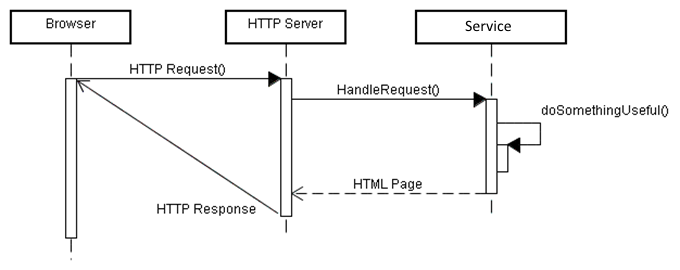 Browser
HTTP Server
Service
HTTP Request()
HandleRequest()
doSomethingUseful()
HTML Page
HTTP Response